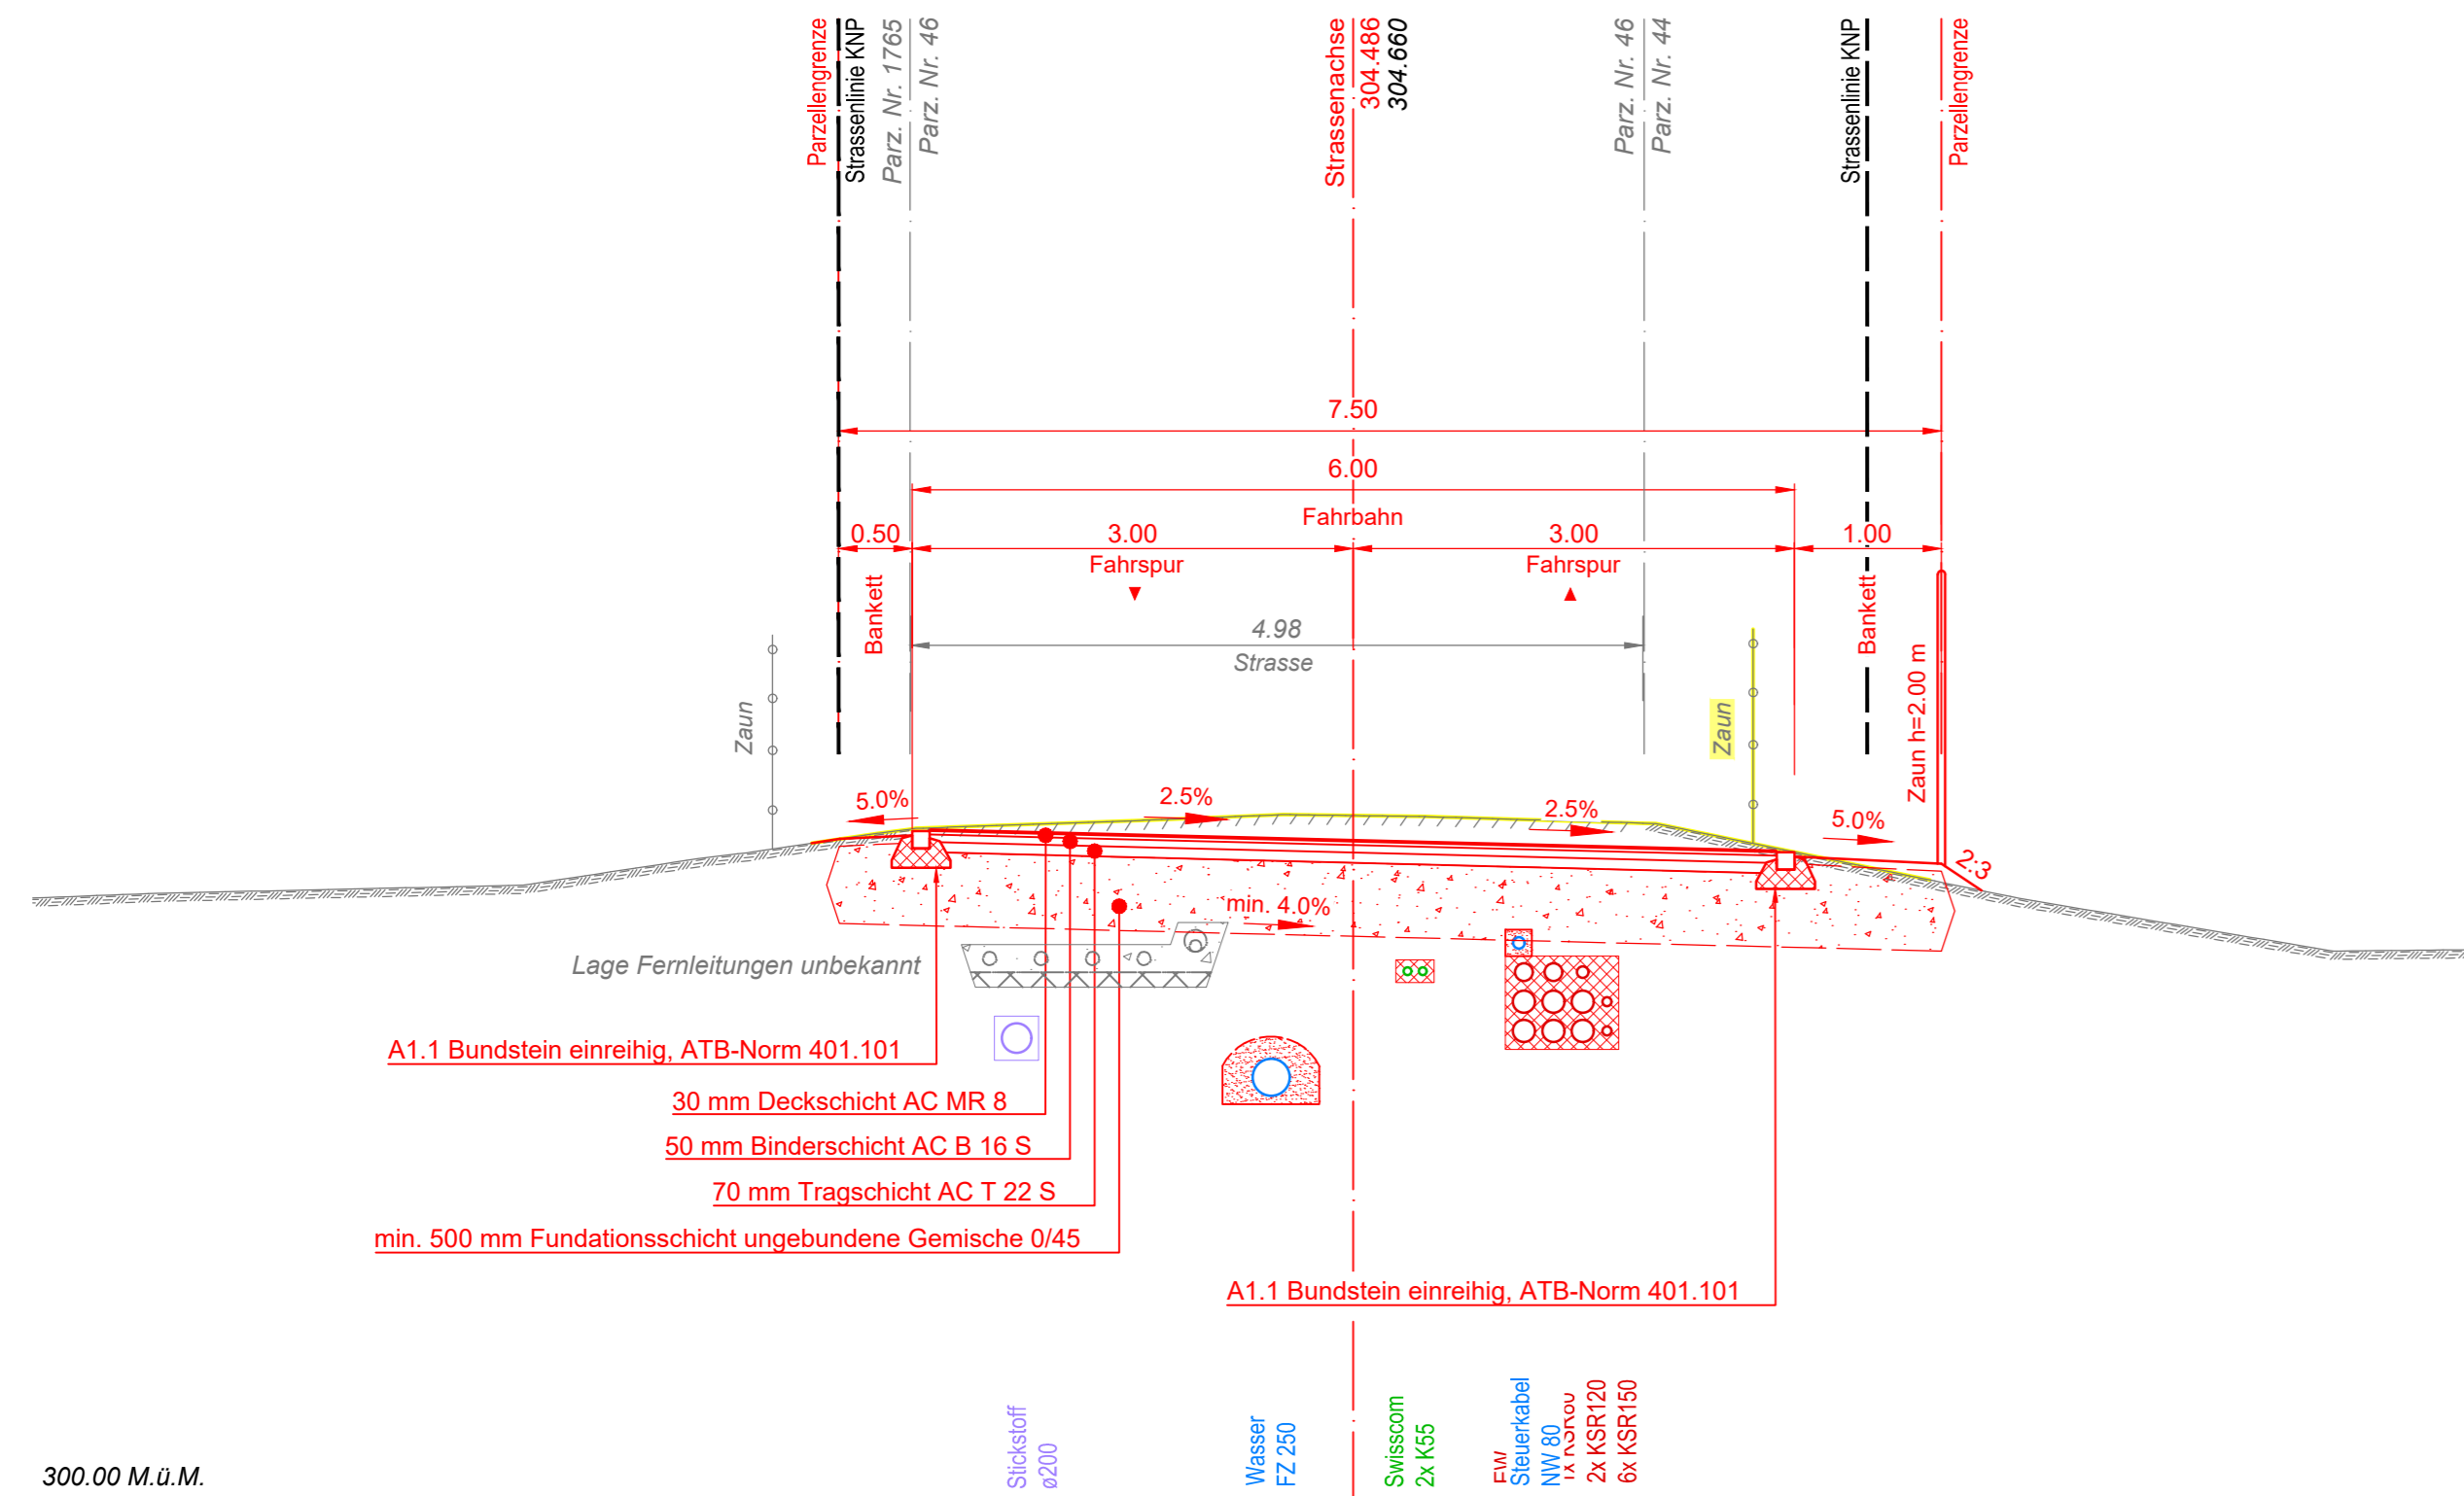 Parzellengrenze
Strassenlinie KNP
Parz. Nr. 1765
Parz. Nr. 46
Strassenachse
304.486
304.660
Parz. Nr. 46
Parz. Nr. 44
Strassenlinie KNP
Parzellengrenze
7.50
6.00
Fahrbahn
0.50
3.00
3.00
1.00
Fahrspur
Fahrspur
Bankett
Bankett
4.98
Strasse
Zaun
Zaun
Zaun h=2.00 m
5.0%
2.5%
2.5%
5.0%
2:3
min. 4.0%
Lage Fernleitungen unbekannt
A1.1 Bundstein einreihig, ATB-Norm 401.101
30 mm Deckschicht AC MR 8
50 mm Binderschicht AC B 16 S
70 mm Tragschicht AC T 22 S
min. 500 mm Fundationsschicht ungebundene Gemische 0/45
A1.1 Bundstein einreihig, ATB-Norm 401.101
Stickstoff
ø200
Wasser
FZ 250
Swisscom
2x K55
EW
Steuerkabel
NW 80
2x KSR120
6x KSR150
300.00 M.ü.M.